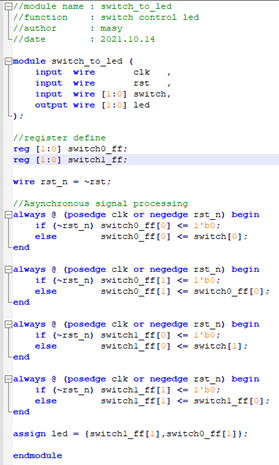 //module name : switch_to_led
//function    : switch control led
//author      : masy
//date        : 2021.10.14

module switch_to_led (
    input  wire       clk   ,
    input  wire       rst   ,
    input  wire [1:0] switch,
    output wire [1:0] led
);

//register define
reg [1:0] switch0_ff;
reg [1:0] switch1_ff;

wire rst_n = ~rst;

//Asynchronous signal processing
always @ (posedge clk or negedge rst_n) begin
    if (~rst_n) switch0_ff[0] <= 1'b0;
    else        switch0_ff[0] <= switch[0];
end

always @ (posedge clk or negedge rst_n) begin
    if (~rst_n) switch0_ff[1] <= 1'b0;
    else        switch0_ff[1] <= switch0_ff[0];
end

always @ (posedge clk or negedge rst_n) begin
    if (~rst_n) switch1_ff[0] <= 1'b0;
    else        switch1_ff[0] <= switch[1];
end

always @ (posedge clk or negedge rst_n) begin
    if (~rst_n) switch1_ff[1] <= 1'b0;
    else        switch1_ff[1] <= switch1_ff[0];
end

assign led = {switch1_ff[1],switch0_ff[1]};

endmodule